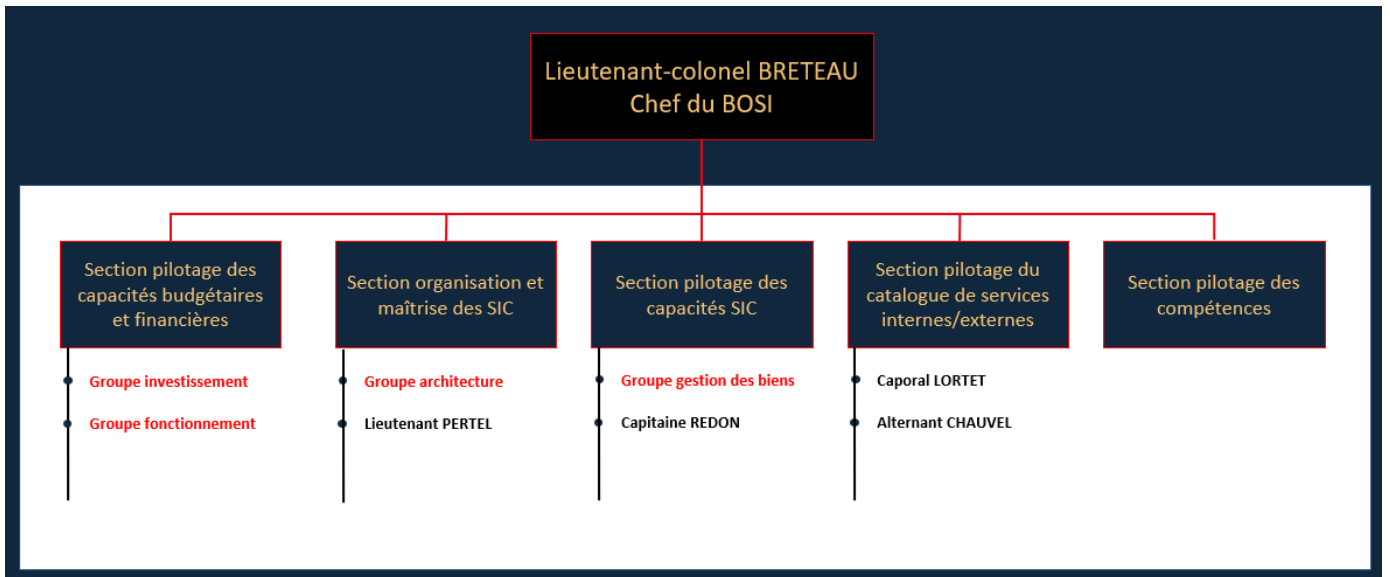 Lieutenant-colonel BRETEAU
Chef du BOSI
Section pilotage des
capacités budgétaires
et financières
Groupe investissement
Groupe fonctionnement
Section organisation et
maîtrise des SIC
Groupe architecture
Lieutenant PERTEL
Section pilotage des
capacités SIC
Groupe gestion des biens
Capitaine REDON
Section pilotage du
catalogue de services
internes/externes
Caporal LORTET
Alternant CHAUVEL
Section pilotage des
compétences